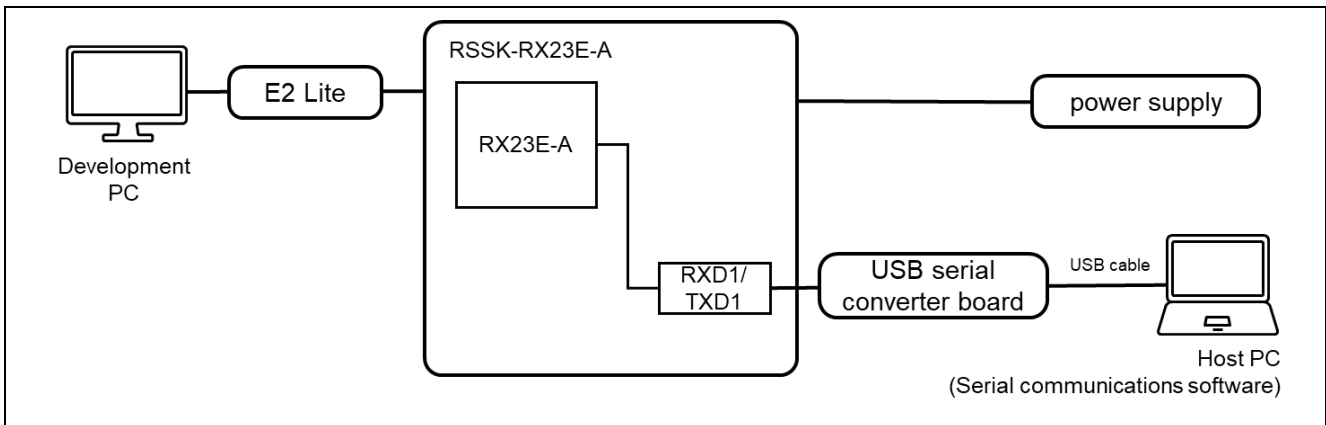 Development
PC
E2 Lite
RSSK-RX23E-A
RX23E-A
RXD1/
TXD1
power supply
USB serial
converter board
USB cable
Host PC
(Serial communications software)